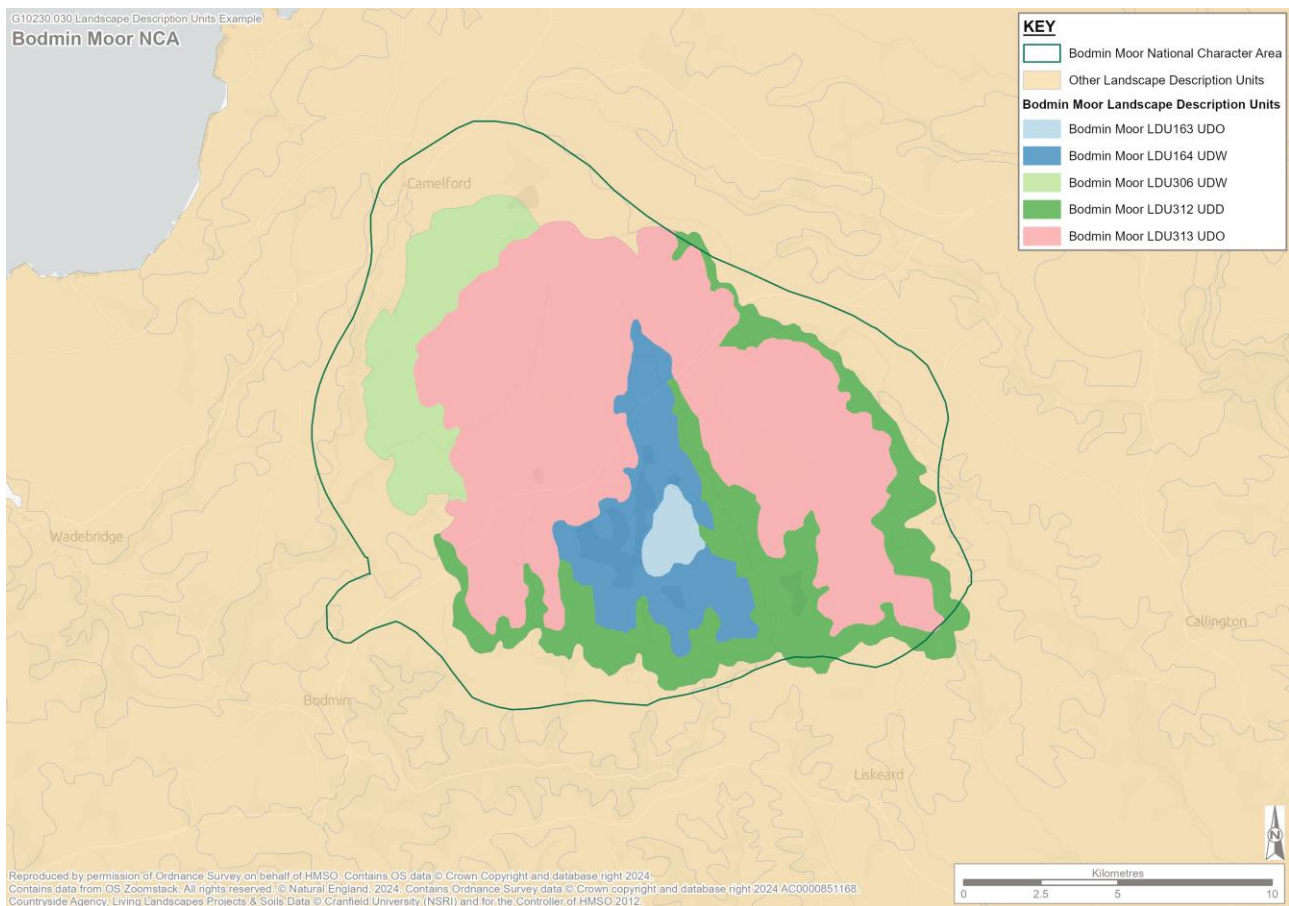 G10230.030 Landscape Description Units Example
Bodmin Moor NCA
KEY
Bodmin Moor National Character Area
Other Landscape Description Units
Bodmin Moor Landscape Description Units
Bodmin Moor LDU163 UDO
Bodmin Moor LDU164 UDW
Bodmin Moor LDU306 UDW
Bodmin Moor LDU312 UDD
Bodmin Moor LDU313 UDO
Camelford
Wadebridge
Callington
Bodmin
Liskeard
N
Kilometres
0 2.5 5 10
Reproduced by permission of Ordnance Survey on behalf of HMSO. Contains OS data © Crown Copyright and database right 2024.
Contains data from OS Zoomstack. All rights reserved. © Natural England. 2024. Contains Ordnance Survey data © Crown copyright and database right 2024 AC0000851168.
Countryside Agency, Living Landscapes Projects & Soils Data © Cranfield University (NSRI) and for the Controller of HMSO 2012.